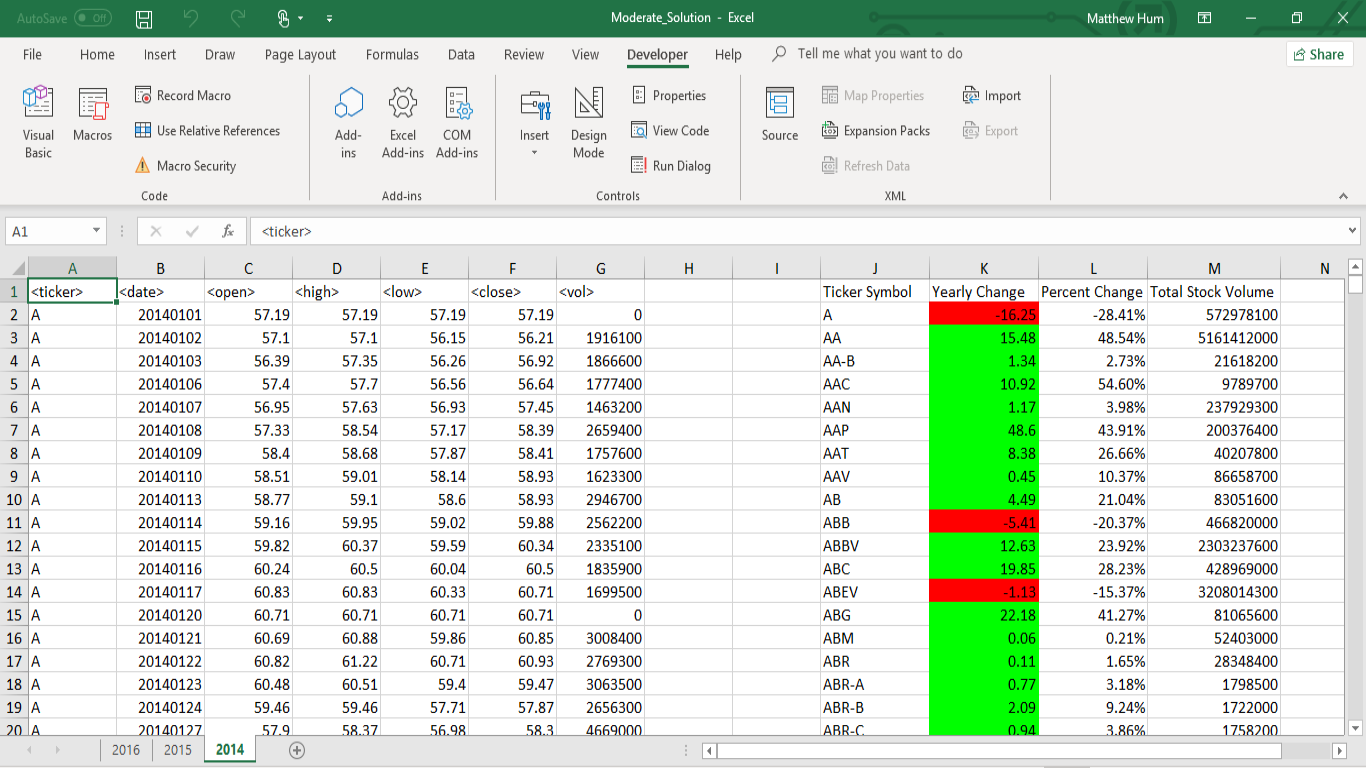 AutoSave Off Moderate_Solution - Excel Matthew Hum
File Home Insert Draw Page Layout Formulas Data Review View Developer Help Tell me what you want to do Share
Visual Basic
Macros
Record Macro
Use Relative References
Macro Security
Code
Add-ins
Excel Add-ins
COM Add-ins
Add-ins
Insert
Design Mode
Properties
View Code
Run Dialog
Controls
Source
Map Properties
Expansion Packs
Refresh Data
Import
Export
XML
A1 fx <ticker>
A B C D E F G H I J K L M N
1 <ticker> <date> <open> <high> <low> <close> <vol> Ticker Symbol Yearly Change Percent Change Total Stock Volume
2 A 20140101 57.19 57.19 57.19 57.19 0 A -16.25 -28.41% 572978100
3 A 20140102 57.1 57.1 56.15 56.21 1916100 AA 15.48 48.54% 5161412000
4 A 20140103 56.39 57.35 56.26 56.92 1866600 AA-B 1.34 2.73% 21618200
5 A 20140106 57.4 57.7 56.56 56.64 1777400 AAC 10.92 54.60% 9789700
6 A 20140107 56.95 57.63 56.93 57.45 1463200 AAN 1.17 3.98% 237929300
7 A 20140108 57.33 58.54 57.17 58.39 2659400 AAP 48.6 43.91% 200376400
8 A 20140109 58.4 58.68 57.87 58.41 1757600 AAT 8.38 26.66% 40207800
9 A 20140110 58.51 59.01 58.14 58.93 1623300 AAV 0.45 10.37% 86658700
10 A 20140113 58.77 59.1 58.6 58.93 2946700 AB 4.49 21.04% 83051600
11 A 20140114 59.16 59.95 59.02 59.88 2562200 ABB -5.41 -20.37% 466820000
12 A 20140115 59.82 60.37 59.59 60.34 2335100 ABBV 12.63 23.92% 2303237600
13 A 20140116 60.24 60.5 60.04 60.5 1835900 ABC 19.85 28.23% 428969000
14 A 20140117 60.83 60.83 60.33 60.71 1699500 ABEV -1.13 -15.37% 3208014300
15 A 20140120 60.71 60.71 60.71 60.71 0 ABG 22.18 41.27% 81065600
16 A 20140121 60.69 60.88 59.86 60.85 3008400 ABM 0.06 0.21% 52403000
17 A 20140122 60.82 61.22 60.71 60.93 2769300 ABR 0.11 1.65% 28348400
18 A 20140123 60.48 60.51 59.4 59.47 3063500 ABR-A 0.77 3.18% 1798500
19 A 20140124 59.46 59.46 57.71 57.87 2656300 ABR-B 2.09 9.24% 1722000
20 A 20140127 57.9 58.37 56.98 58.3 4669000 ABR-C 0.94 3.86% 1758200
2016 2015 2014